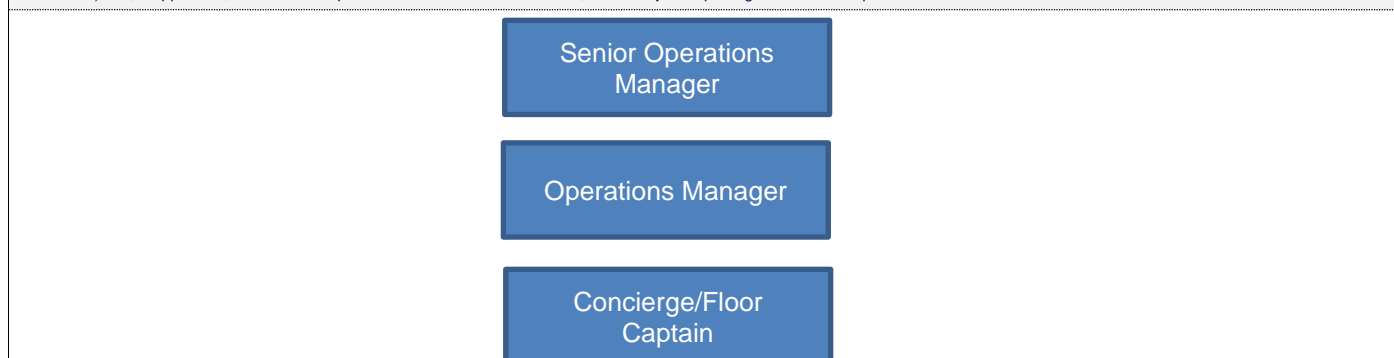 Senior Operations
Manager
Operations Manager
Concierge/Floor
Captain